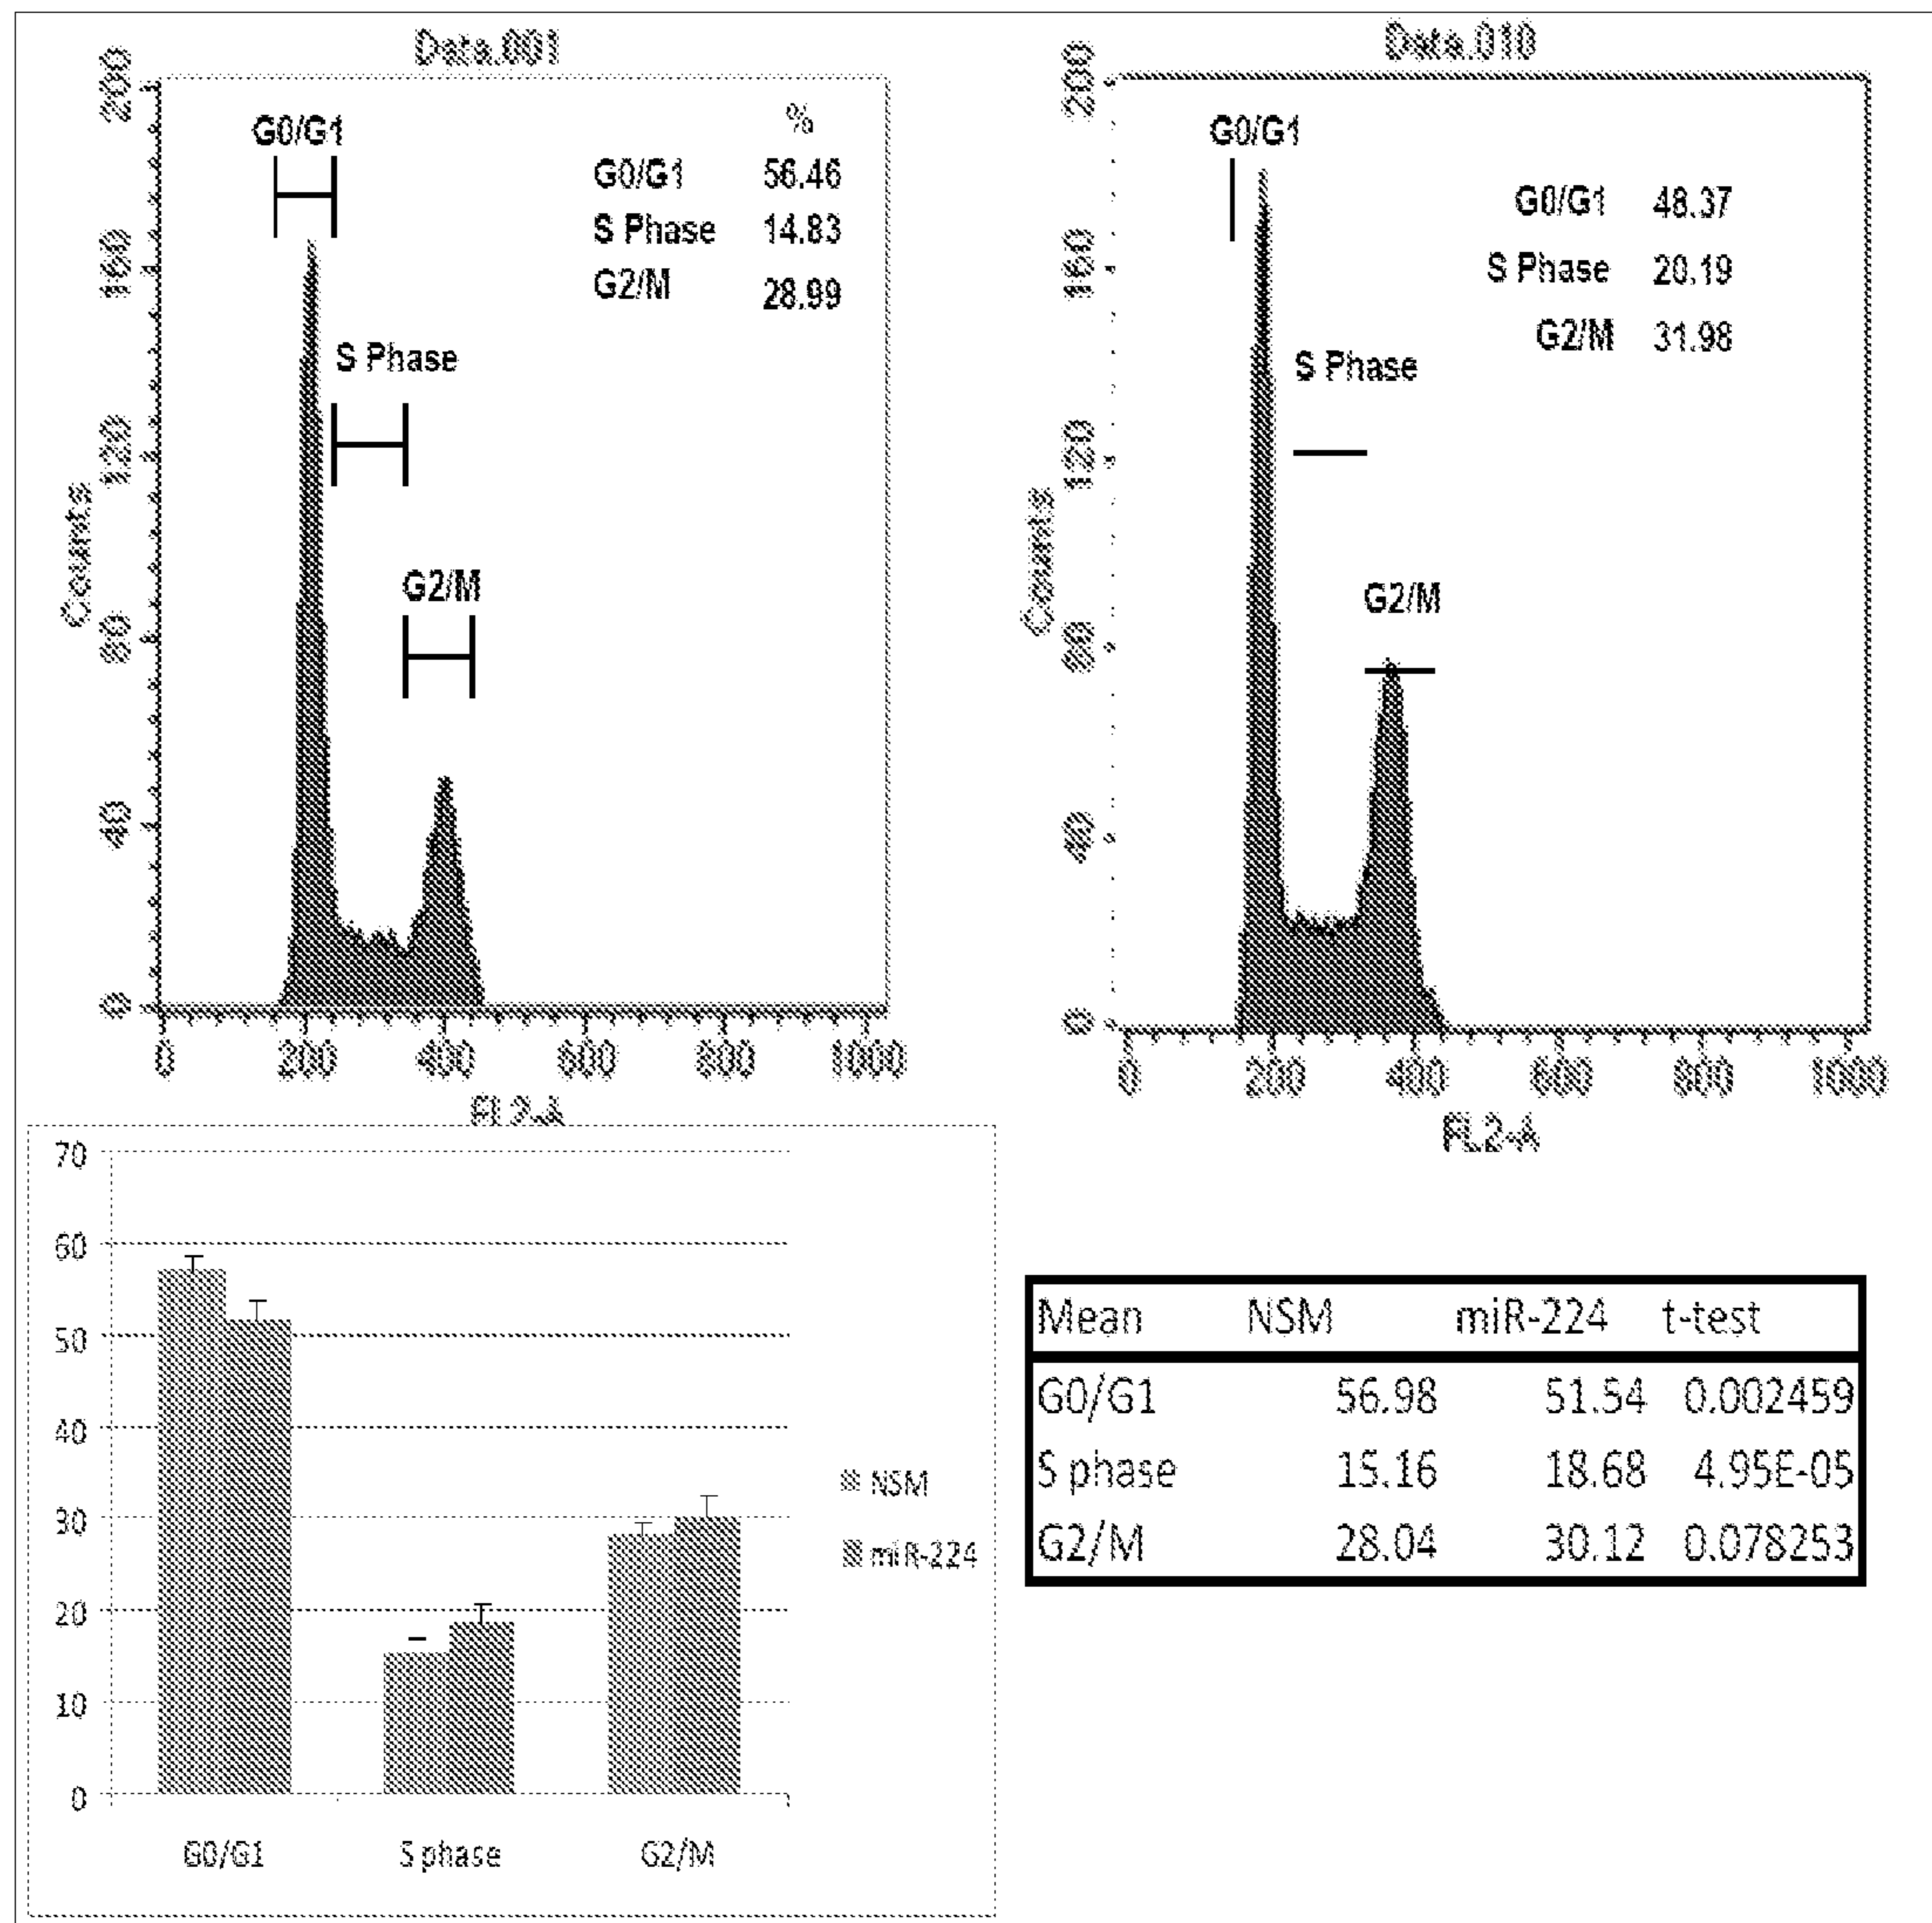 Data.001
200
160
120
80
40
0
Counts
G0/G1
S Phase
G2/M
%
G0/G1 56.46
S Phase 14.83
G2/M 28.99
0 200 400 600 800 1000
FL2-A
Data.010
200
160
120
80
40
0
Counts
G0/G1
S Phase
G2/M
G0/G1 48.37
S Phase 20.19
G2/M 31.98
0 200 400 600 800 1000
FL2-A
70
60
50
40
30
20
10
0
G0/G1 S phase G2/M
NSM
miR-224
Mean NSM miR-224 t-test
G0/G1 56.98 51.54 0.002459
S phase 15.16 18.68 4.95E-05
G2/M 28.04 30.12 0.078253